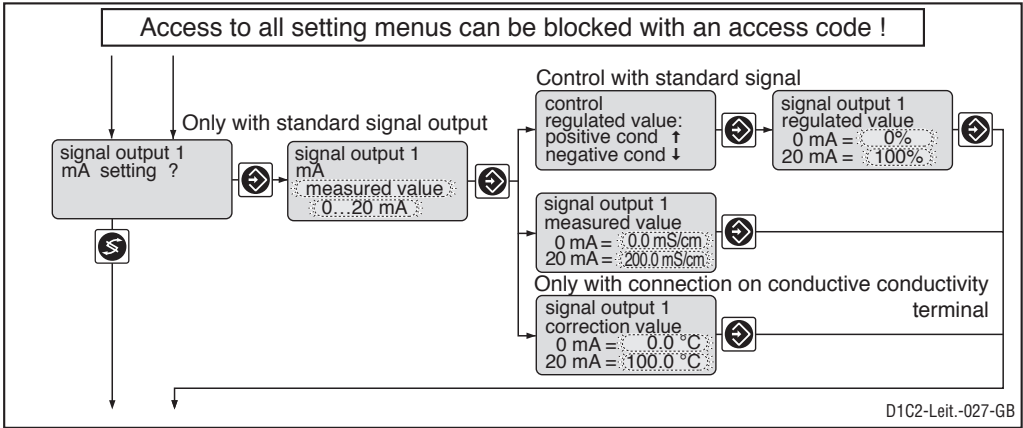 Access to all setting menus can be blocked with an access code !
Control with standard signal
Only with standard signal output
signal output 1
mA setting ?
signal output 1
mA
measured value
0...20 mA
control
regulated value:
positive cond ↑
negative cond ↓
signal output 1
regulated value
0 mA = 0%
20 mA = 100%
signal output 1
measured value
0 mA = 0.0 mS/cm
20 mA = 200.0 mS/cm
Only with connection on conductive conductivity
terminal
signal output 1
correction value
0 mA = 0.0 °C
20 mA = 100.0 °C
D1C2-Leit.-027-GB